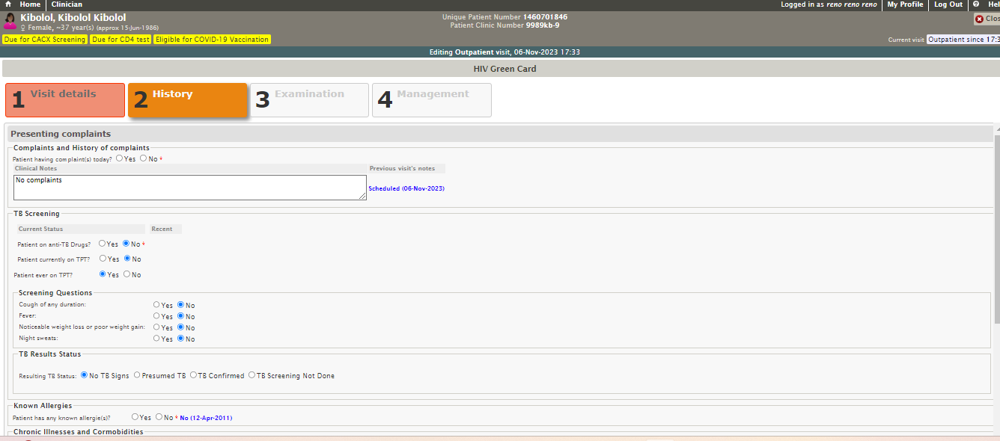 Home Clinician Logged in as reno reno reno My Profile Log Out Hel
Kibolol, Kibolol Kibolol
Female, ~37 year(s) (approx 15-Jun-1986)
Unique Patient Number 1460701846
Patient Clinic Number 9989kb-9
Clos
Due for CACX Screening Due for CD4 test Eligible for COVID-19 Vaccination
Current visit Outpatient since 17:3
Editing Outpatient visit, 06-Nov-2023 17:33
HIV Green Card
1 Visit details 2 History 3 Examination 4 Management
Presenting complaints
Complaints and History of complaints
Patient having complaint(s) today? Yes No *
Clinical Notes Previous visit's notes
No complaints
Scheduled (06-Nov-2023)
TB Screening
Current Status Recent
Patient on anti-TB Drugs? Yes No *
Patient currently on TPT? Yes No
Patient ever on TPT? Yes No
Screening Questions
Cough of any duration: Yes No
Fever: Yes No
Noticeable weight loss or poor weight gain: Yes No
Night sweats: Yes No
TB Results Status
Resulting TB Status: No TB Signs Presumed TB TB Confirmed TB Screening Not Done
Known Allergies
Patient has any known allergie(s)? Yes No * No (12-Apr-2011)
Chronic Illnesses and Cormobidities